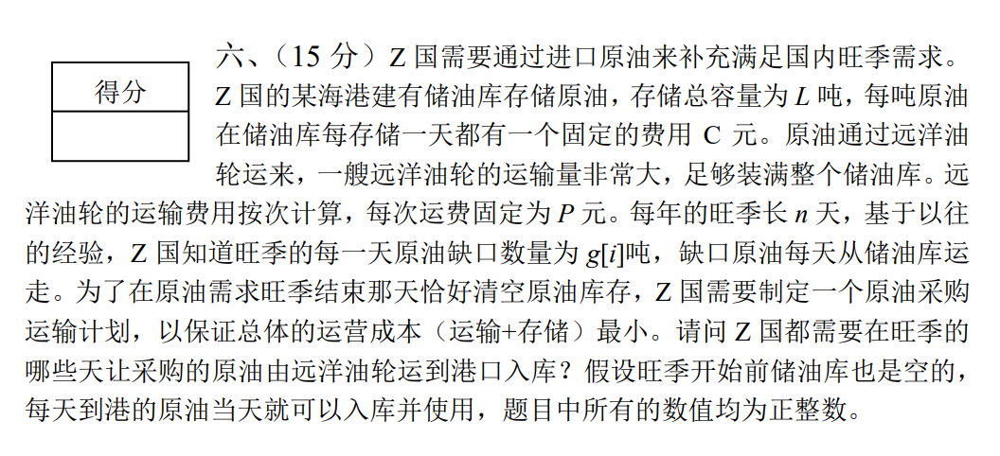 得分
六、（15 分）Z 国需要通过进口原油来补充满足国内旺季需求。
Z 国的某海港建有储油库存储原油，存储总容量为 L 吨，每吨原油
在储油库每存储一天都有一个固定的费用 C 元。原油通过远洋油
轮运来，一艘远洋油轮的运输量非常大，足够装满整个储油库。远
洋油轮的运输费用按次计算，每次运费固定为 P 元。每年的旺季长 n 天，基于以往
的经验，Z 国知道旺季的每一天原油缺口数量为 g[i]吨，缺口原油每天从储油库运
走。为了在原油需求旺季结束那天恰好清空原油库存，Z 国需要制定一个原油采购
运输计划，以保证总体的运营成本（运输+存储）最小。请问 Z 国都需要在旺季的
哪些天让采购的原油由远洋油轮运到港口入库？假设旺季开始前储油库也是空的，
每天到港的原油当天就可以入库并使用，题目中所有的数值均为正整数。